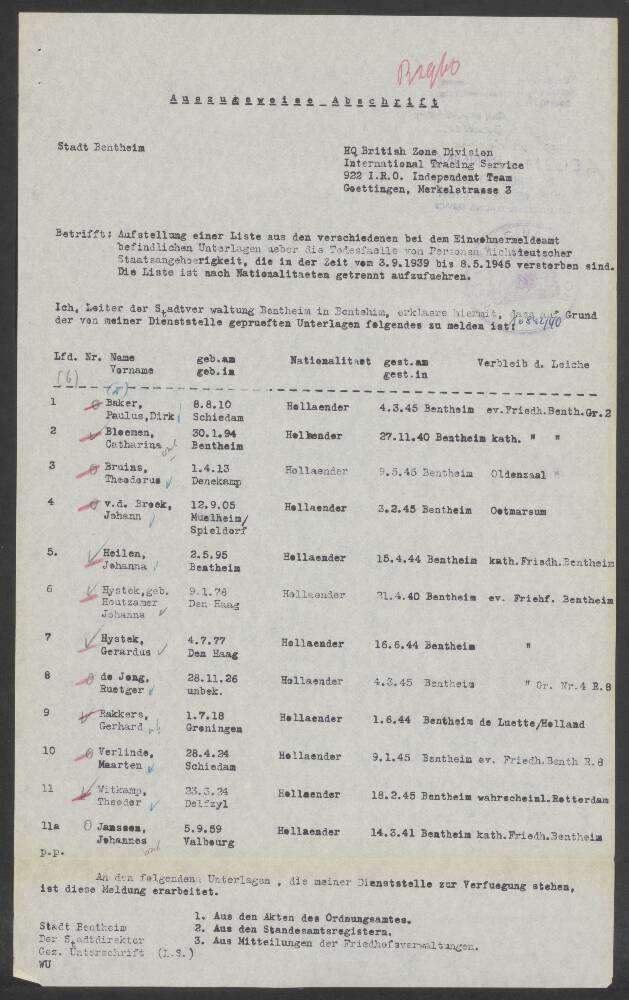 A u s z u g s w e i s e  A b s c h r i f t
Stadt Bentheim
HQ British Zone Division
International Tracing Service
922 I.R.O. Independent Team
Goettingen, Merkelstrasse 3
Betrifft: Aufstellung einer Liste aus den verschiedenen bei dem Einwohnermeldeamt
befindlichen Unterlagen ueber die Todesfaelle von Personen Nichtdeutscher
Staatsangehoerigkeit, die in der Zeit vom 3.9.1939 bis 8.5.1945 verstorben sind.
Die Liste ist nach Nationalitaeten getrennt aufzufuehren.
Ich, Leiter der Stadtver waltung Bentheim in Bentehim, erklaere hiermit, dass auf Grund
der von meiner Dienststelle geprueften Unterlagen folgendes zu melden ist:
Lfd. Nr. Name geb.am Nationalitaet gest.am Verbleib d. Leiche
Vorname geb.in gest.in
(6)
1 Baker, 8.8.10 Hollaender 4.3.45 Bentheim ev.Friedh.Benth.Gr.2
Paulus,Dirk Schiedam
2 Bloemen, 30.1.94 Hollaender 27.11.40 Bentheim kath. " "
Catharina Bentheim
3 Bruins, 1.4.13 Hollaender 9.5.45 Bentheim Oldenzaal "
Theodorus Denekamp
4 v.d. Broek, 12.9.05 Hollaender 3.2.45 Bentheim Ootmarsum
Johann Muelheim/
Spieldorf
5. Heilen, 2.5.95 Hollaender 15.4.44 Bentheim kath.Friedh.Bentheim
Johanna Bentheim
6 Hystek,geb. 9.1.78 Hollaender 21.4.40 Bentheim ev. Friehf. Bentheim
Houtzamer Den Haag
Johanna
7 Hystek, 4.7.77 Hollaender 16.6.44 Bentheim "
Gerardus Den Haag
8 de Jong, 28.11.26 Hollaender 4.3.45 Bentheim " Gr. Nr.4 R.8
Ruetger unbek.
9 Rakkers, 1.7.18 Hollaender 1.6.44 Bentheim de Luette/Holland
Gerhard Groningen
10 Verlinde, 28.4.24 Hollaender 9.1.45 Bentheim ev. Friedh.Benth R.8
Maarten Schiedam
11 Witkamp, 23.3.24 Hollaender 18.2.45 Bentheim wahrscheinl.Rotterdam
Theodor Delfzyl
11a Janssen, 5.9.59 Hollaender 14.3.41 Bentheim kath.Friedh.Bentheim
Johannes Valbourg
p.p.
An den folgenden Unterlagen , die meiner Dienststelle zur Verfuegung stehen,
ist diese Meldung erarbeitet.
1. Aus den Akten des Ordnungsamtes.
2. Aus den Standesamtsregistern.
3. Aus Mitteilungen der Friedhofsverwaltungen.
Stadt Bentheim
Der Stadtdirektor
Gez. Unterschrift (L.S.)
WU